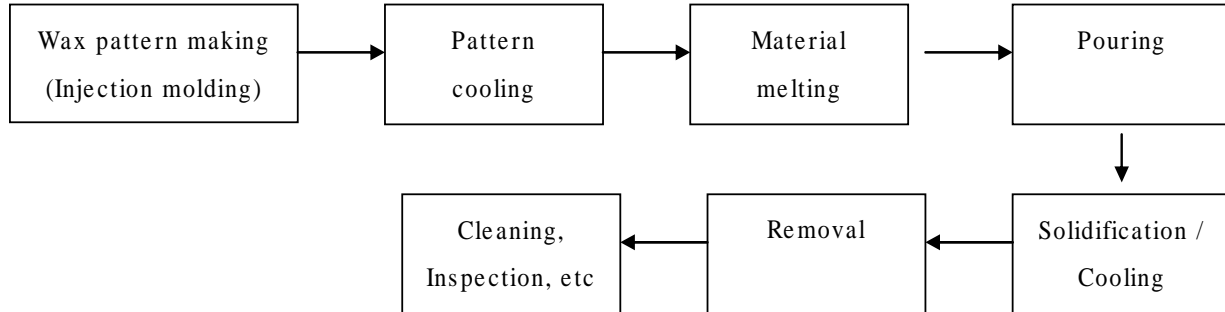 Wax pattern making
(Injection molding)
Pattern
cooling
Material
melting
Pouring
Solidification /
Cooling
Removal
Cleaning,
Inspection, etc